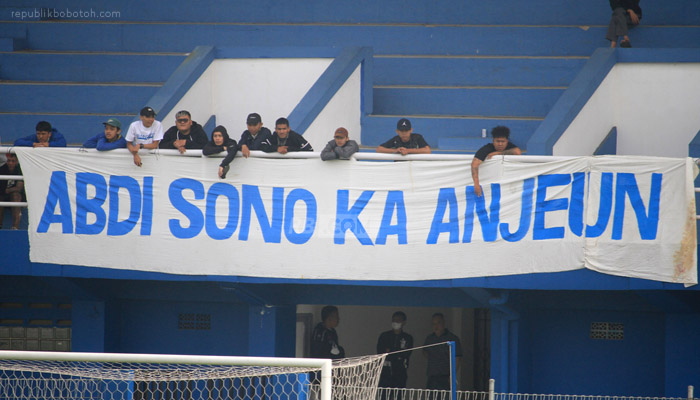 republikbobotoh.com
ABDI SONO KA ANJEUN